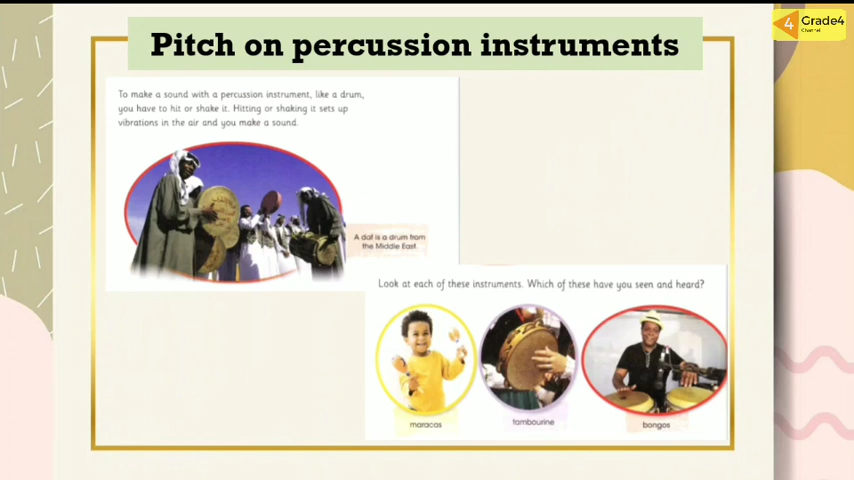 Pitch on percussion instruments
4
Grade4
Channel
To make a sound with a percussion instrument, like a drum,
you have to hit or shake it. Hitting or shaking it sets up
vibrations in the air and you make a sound.
A daf is a drum from
the Middle East.
Look at each of these instruments. Which of these have you seen and heard?
maracas
tambourine
bongos